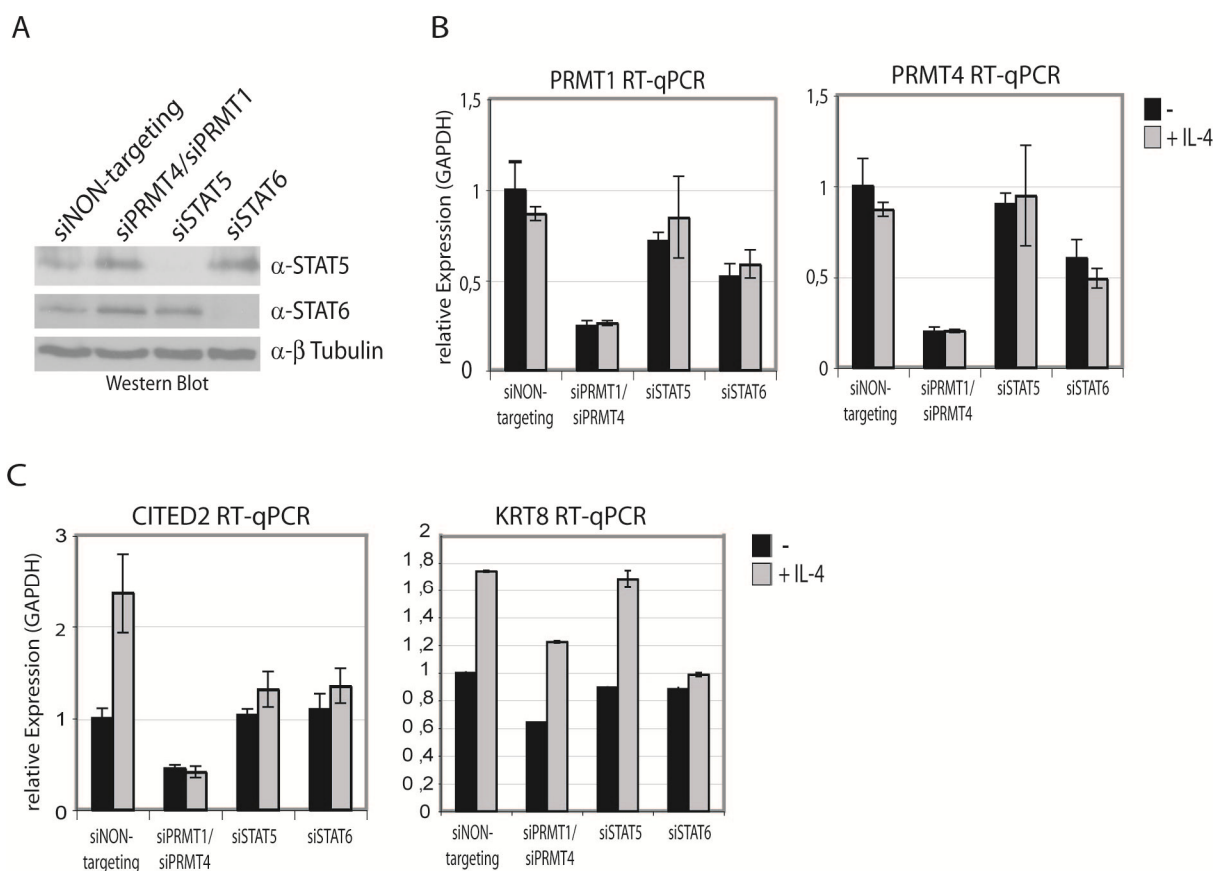 A
siNON-targeting
siPRMT4/siPRMT1
siSTAT5
siSTAT6
α-STAT5
α-STAT6
α-β Tubulin
Western Blot
B
PRMT1 RT-qPCR
relative Expression (GAPDH)
1,5
1
0,5
0
siNON-
targeting
siPRMT1/
siPRMT4
siSTAT5
siSTAT6
PRMT4 RT-qPCR
1,5
1
0,5
0
siNON-
targeting
siPRMT1/
siPRMT4
siSTAT5
siSTAT6
-
+ IL-4
C
CITED2 RT-qPCR
relative Expression (GAPDH)
3
2
1
0
siNON-
targeting
siPRMT1/
siPRMT4
siSTAT5
siSTAT6
KRT8 RT-qPCR
2
1,8
1,6
1,4
1,2
1
0,8
0,6
0,4
0,2
0
siNON-
targeting
siPRMT1/
siPRMT4
siSTAT5
siSTAT6
-
+ IL-4